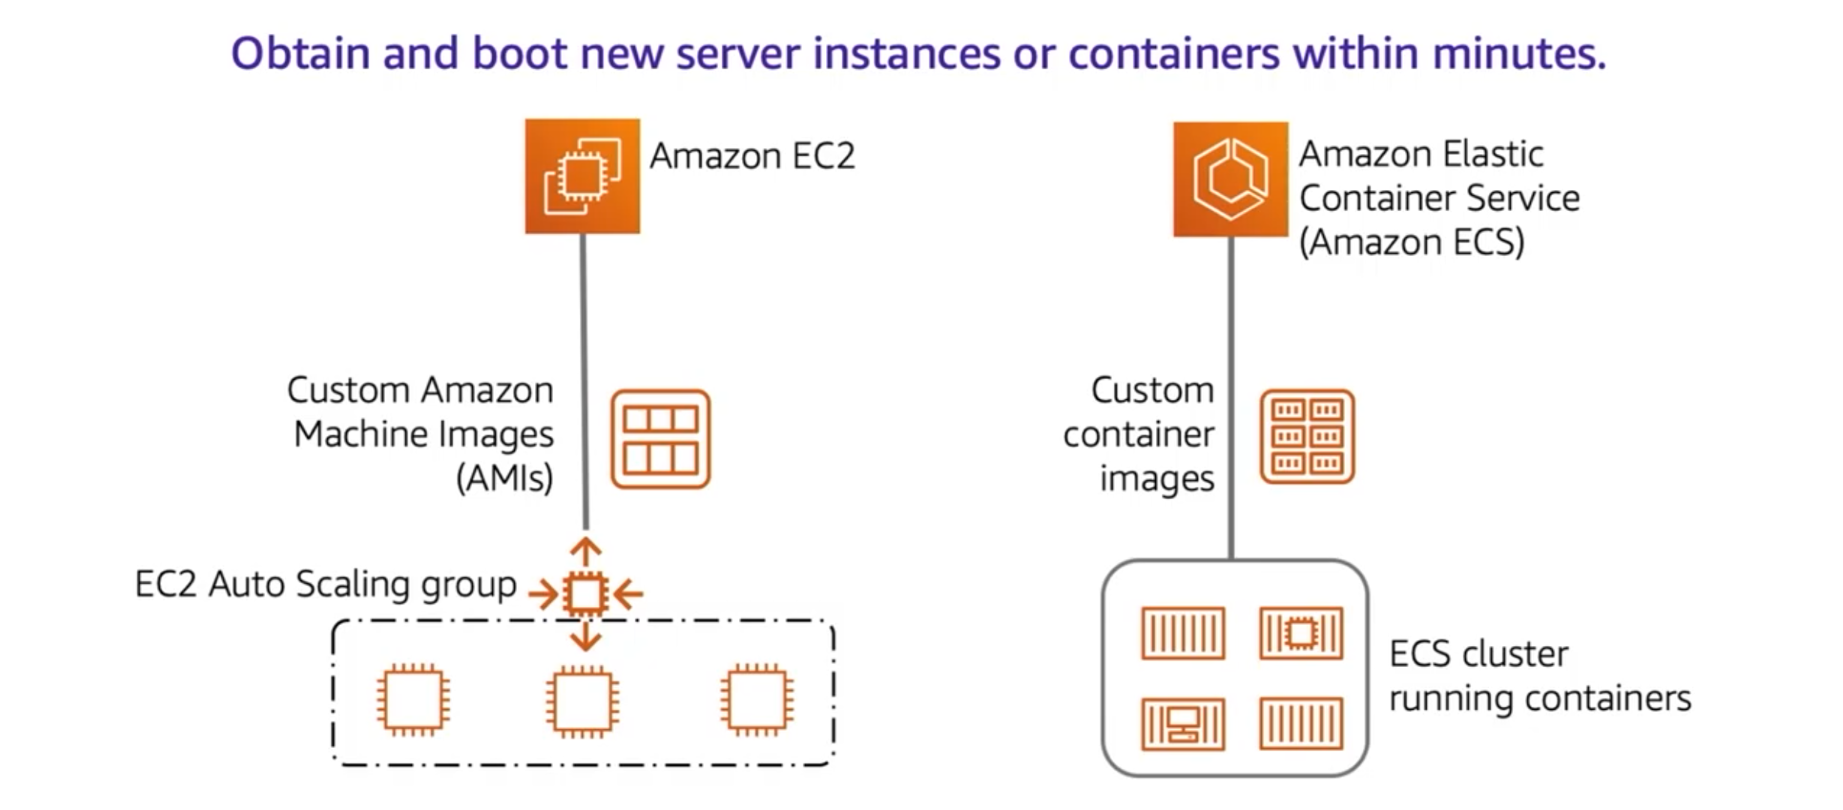 Obtain and boot new server instances or containers within minutes.
Amazon EC2
Custom Amazon
Machine Images
(AMIs)
EC2 Auto Scaling group
Amazon Elastic
Container Service
(Amazon ECS)
Custom
container
images
ECS cluster
running containers